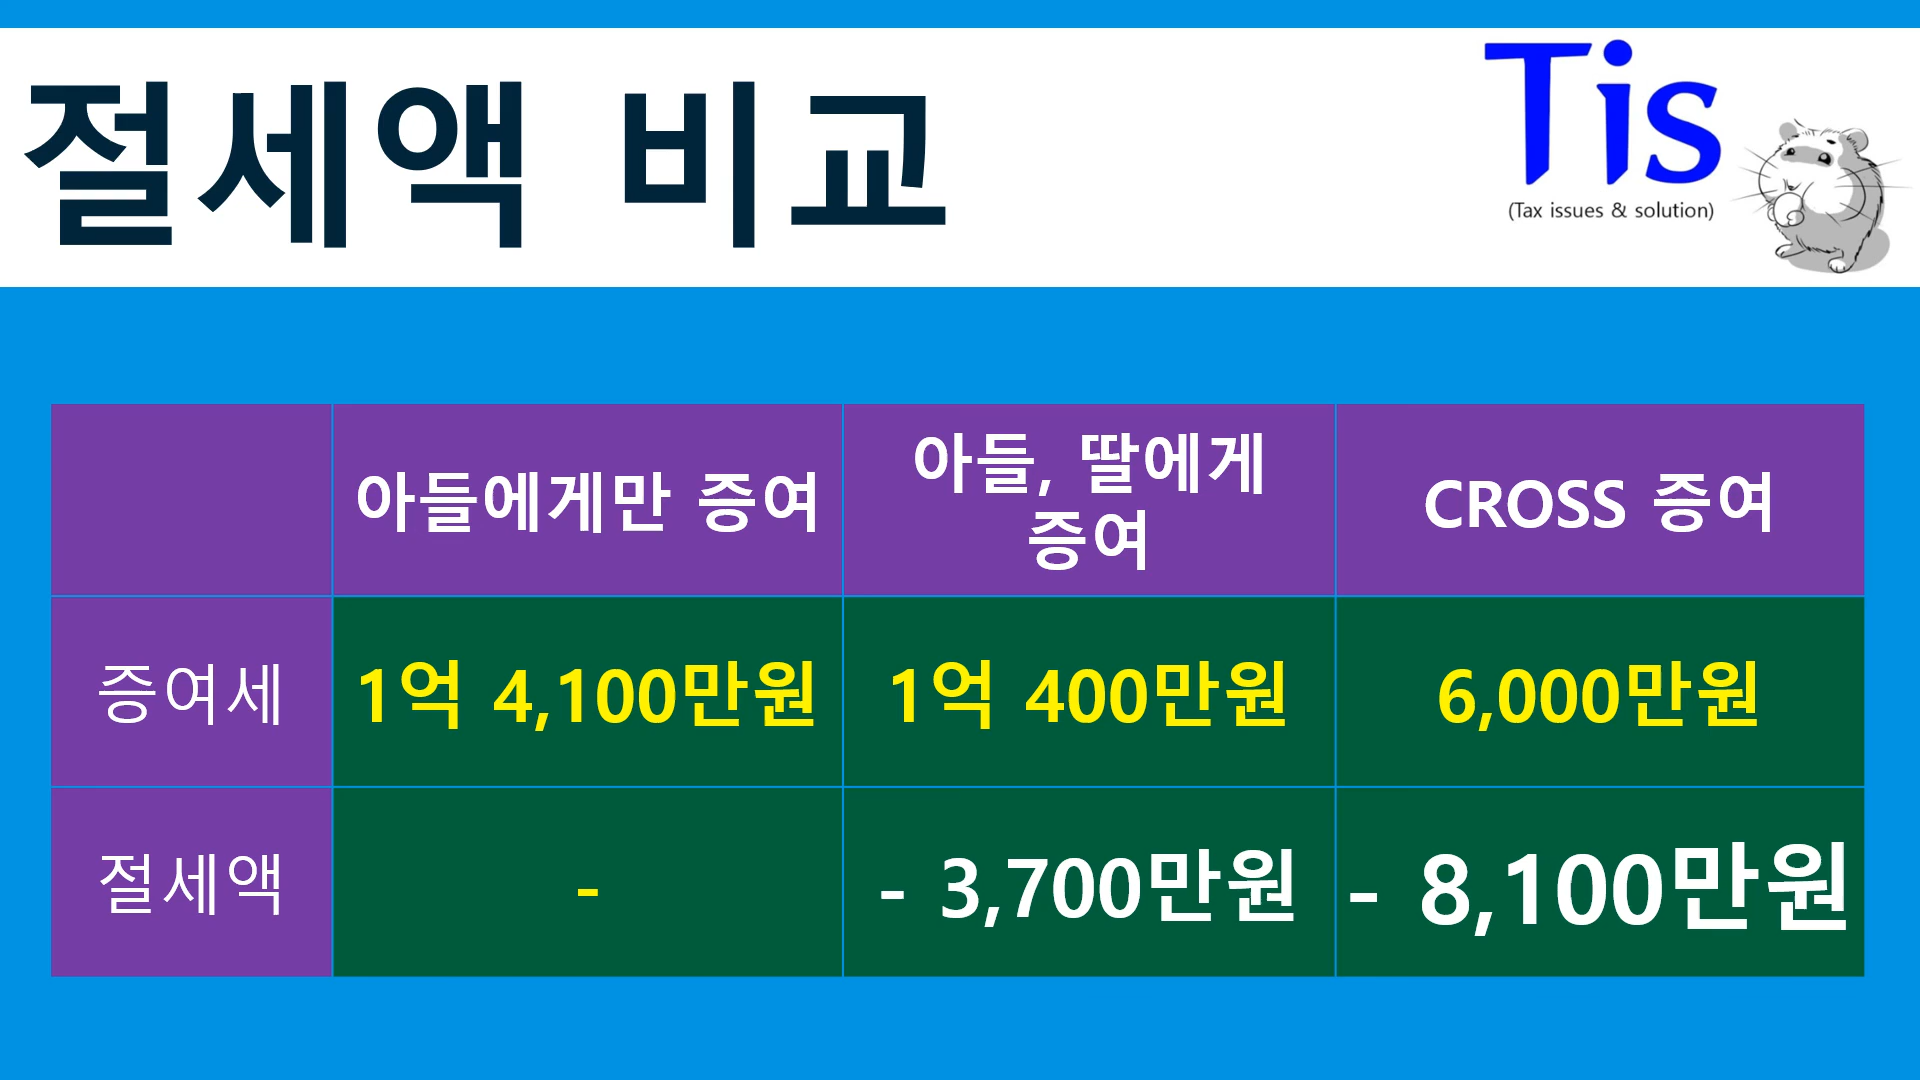 절세액 비교
Tis
(Tax issues & solution)
아들에게만 증여
아들, 딸에게
증여
CROSS 증여
증여세
1억 4,100만원
1억 400만원
6,000만원
절세액
-
- 3,700만원
- 8,100만원